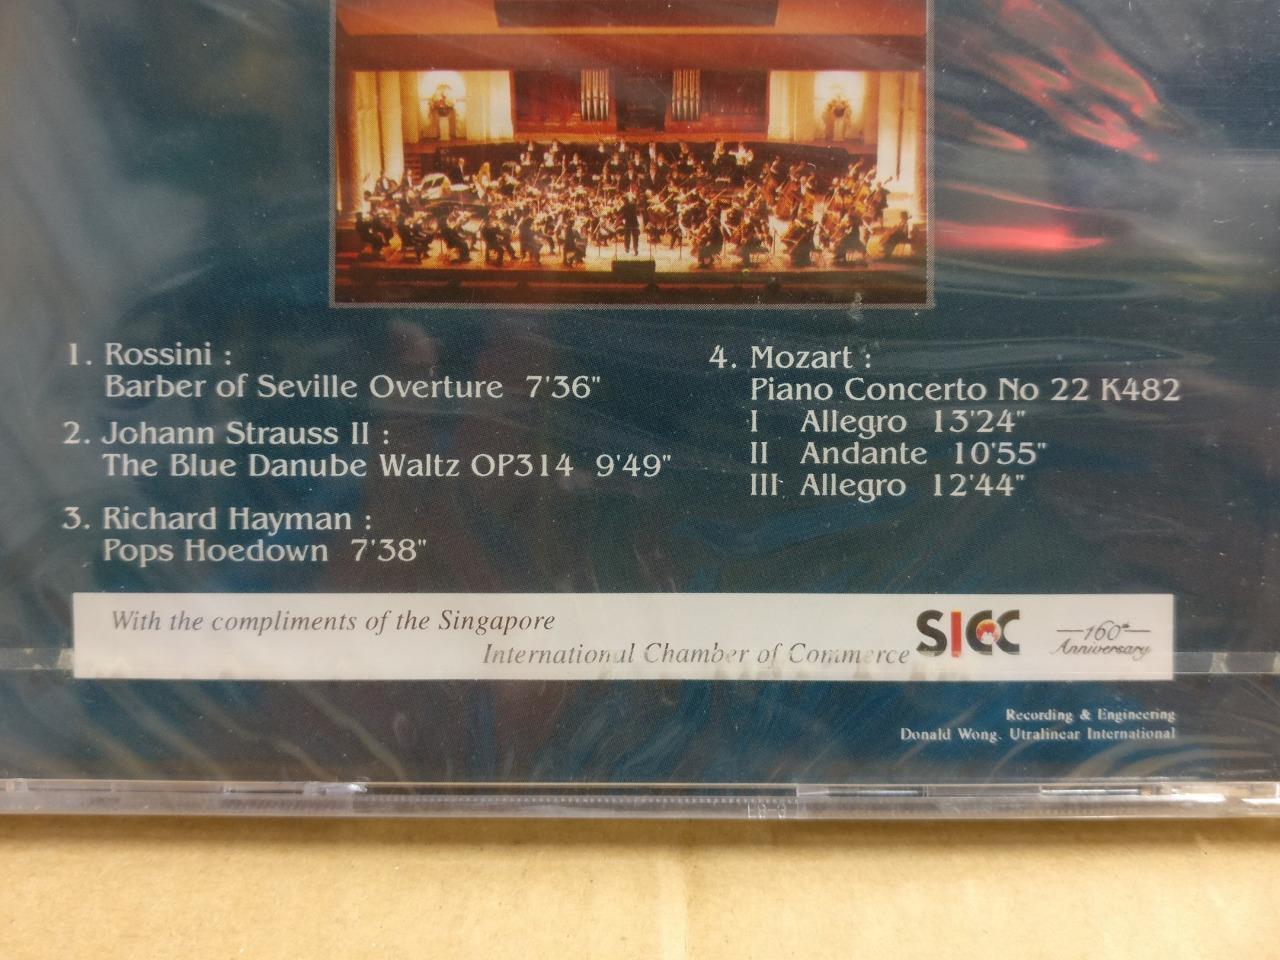 1. Rossini :
Barber of Seville Overture 7'36"
2. Johann Strauss II :
The Blue Danube Waltz OP314 9'49"
3. Richard Hayman :
Pops Hoedown 7'38"
4. Mozart :
Piano Concerto No 22 K482
I Allegro 13'24"
II Andante 10'55"
III Allegro 12'44"
With the compliments of the Singapore
International Chamber of Commerce
SICC
160th
Anniversary
Recording & Engineering
Donald Wong. Utralinear International